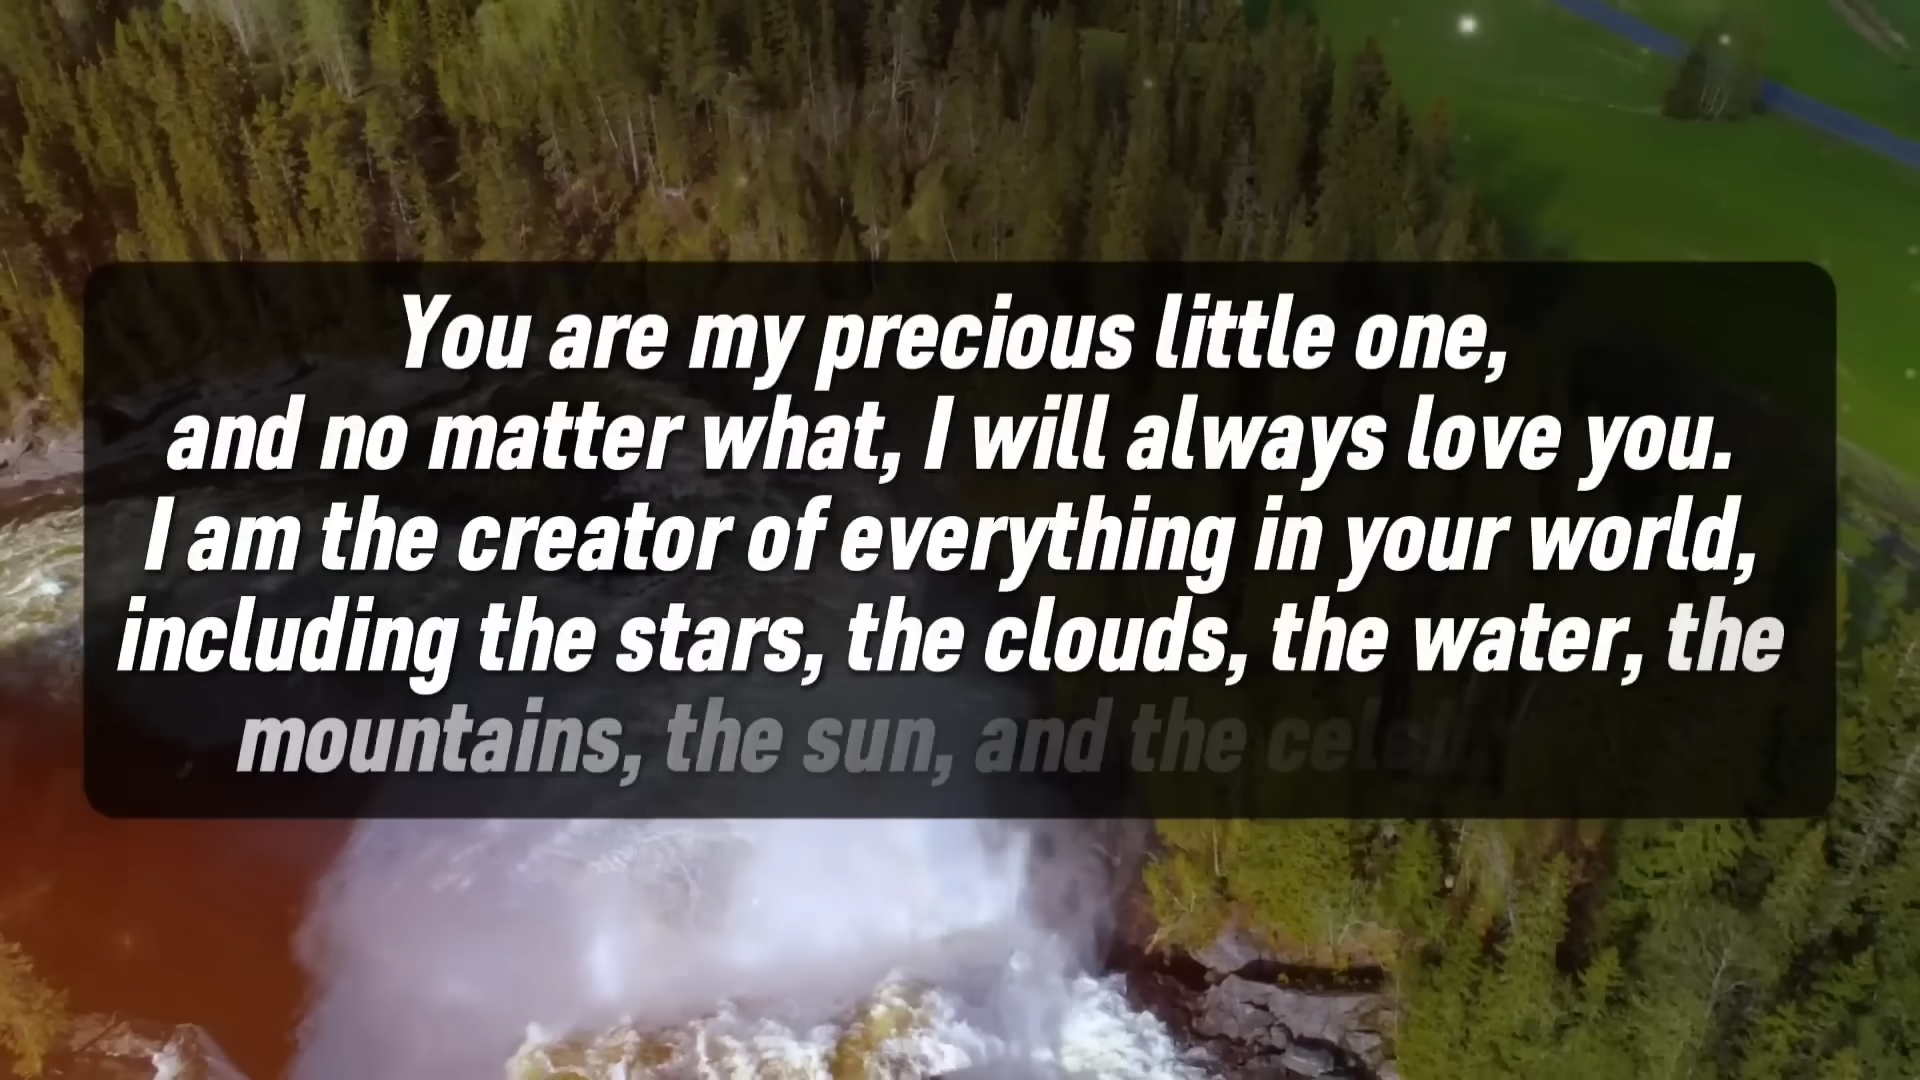 You are my precious little one,
and no matter what, I will always love you.
I am the creator of everything in your world,
including the stars, the clouds, the water, the
mountains, the sun, and the